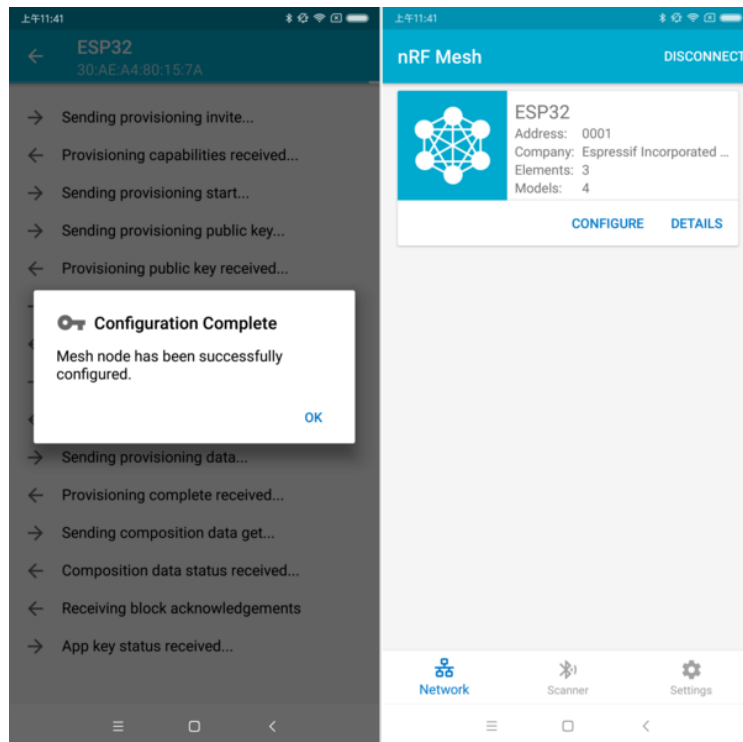 上午11:41
ESP32
30:AE:A4:80:15:7A
Sending provisioning invite...
Provisioning capabilities received...
Sending provisioning start...
Sending provisioning public key...
Provisioning public key received...
Configuration Complete
Mesh node has been successfully
configured.
OK
Sending provisioning data...
Provisioning complete received...
Sending composition data get...
Composition data status received...
Receiving block acknowledgements
App key status received...
上午11:41
nRF Mesh
DISCONNECT
ESP32
Address: 0001
Company: Espressif Incorporated ...
Elements: 3
Models: 4
CONFIGURE DETAILS
Network Scanner Settings